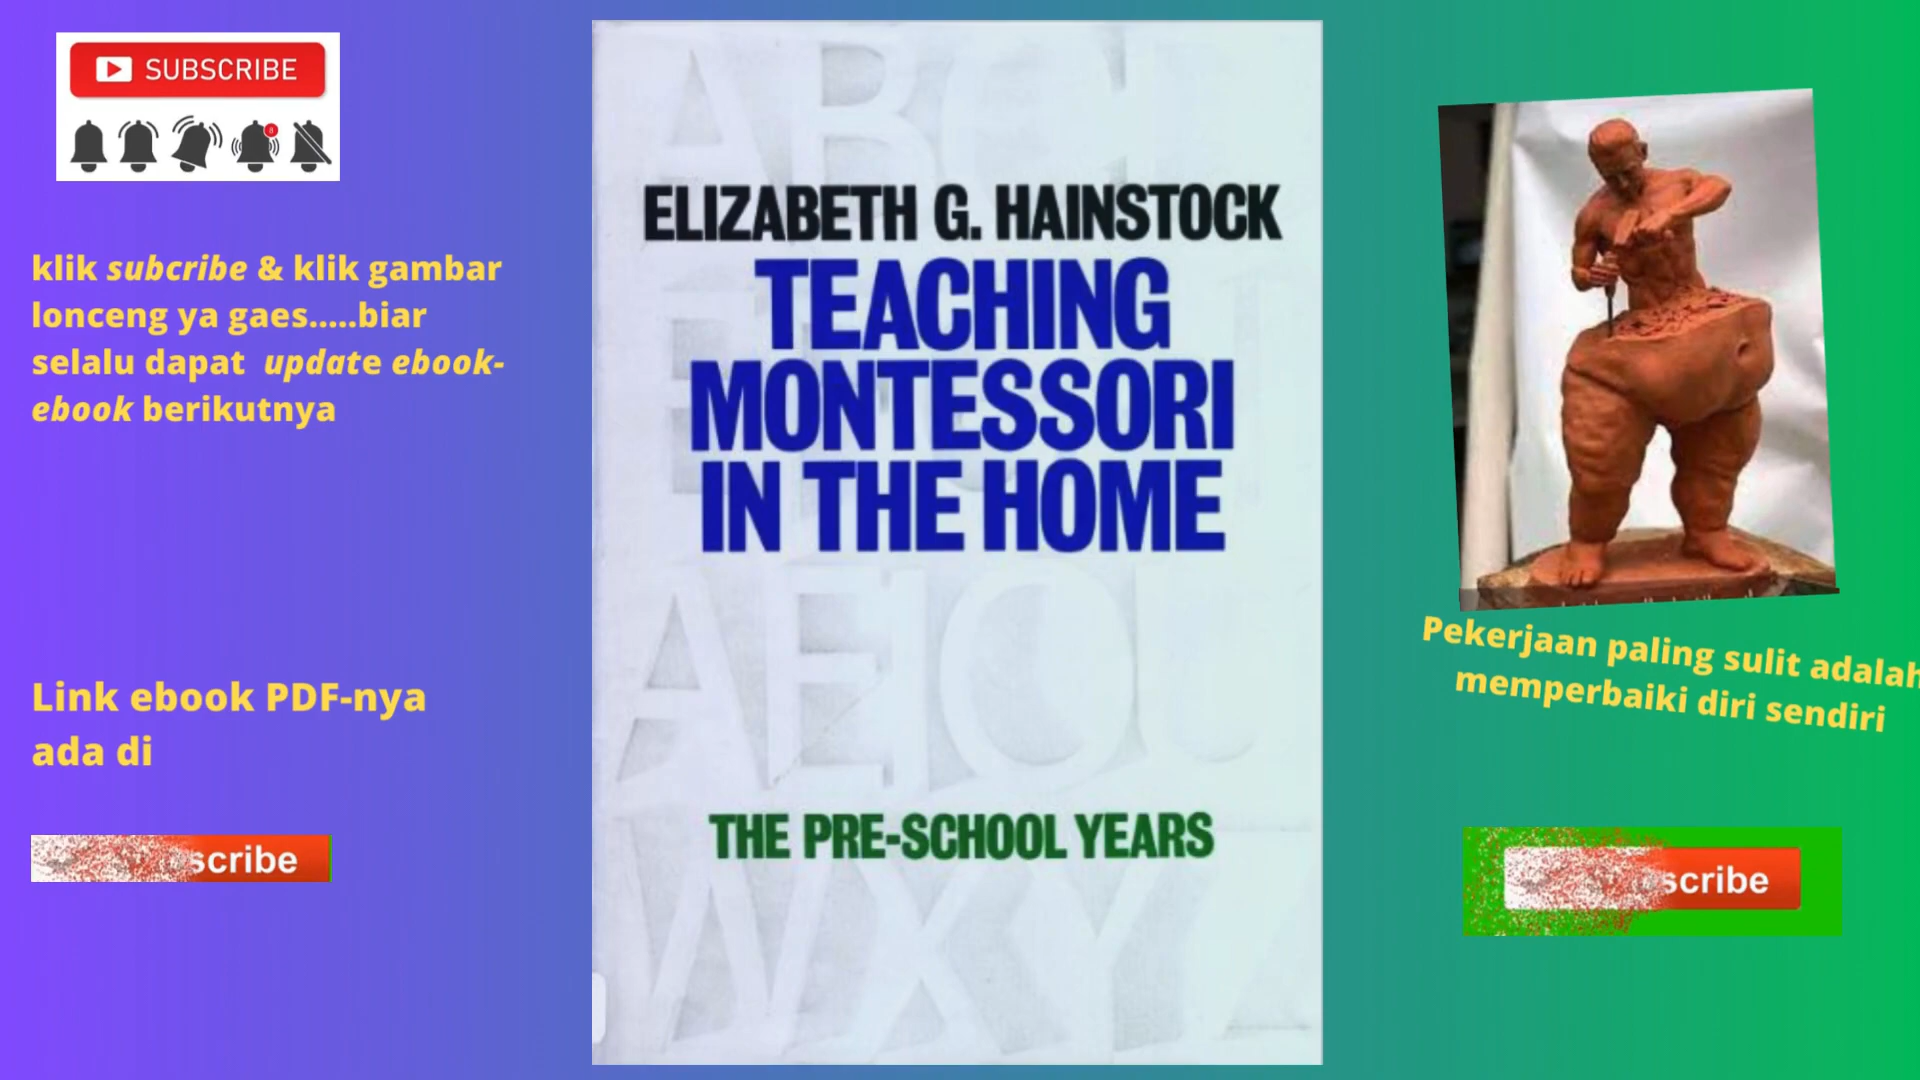 SUBSCRIBE
klik subcribe & klik gambar
lonceng ya gaes.....biar
selalu dapat update ebook-
ebook berikutnya
Link ebook PDF-nya
ada di
scribe
ELIZABETH G. HAINSTOCK
TEACHING
MONTESSORI
IN THE HOME
THE PRE-SCHOOL YEARS
Pekerjaan paling sulit adalah
memperbaiki diri sendiri
scribe